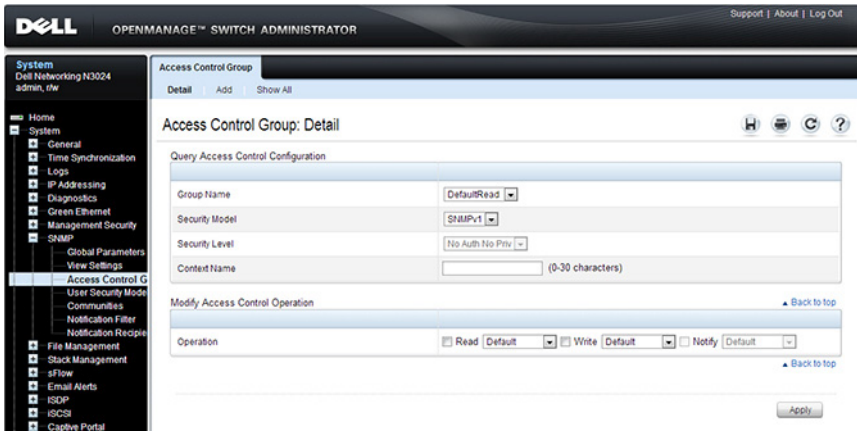 Support | About | Log Out
DELL OPENMANAGE™ SWITCH ADMINISTRATOR
System
Dell Networking N3024
admin, r/w
Home
System
General
Time Synchronization
Logs
IP Addressing
Diagnostics
Green Ethernet
Management Security
SNMP
Global Parameters
View Settings
Access Control G
User Security Mode
Communities
Notification Filter
Notification Recipie
File Management
Stack Management
sFlow
Email Alerts
ISDP
iSCSI
Captive Portal
Access Control Group
Detail Add Show All
Access Control Group: Detail
Query Access Control Configuration
Group Name DefaultRead
Security Model SNMPv1
Security Level No Auth No Priv
Context Name (0-30 characters)
Modify Access Control Operation Back to top
Operation Read Default Write Default Notify Default
Back to top
Apply